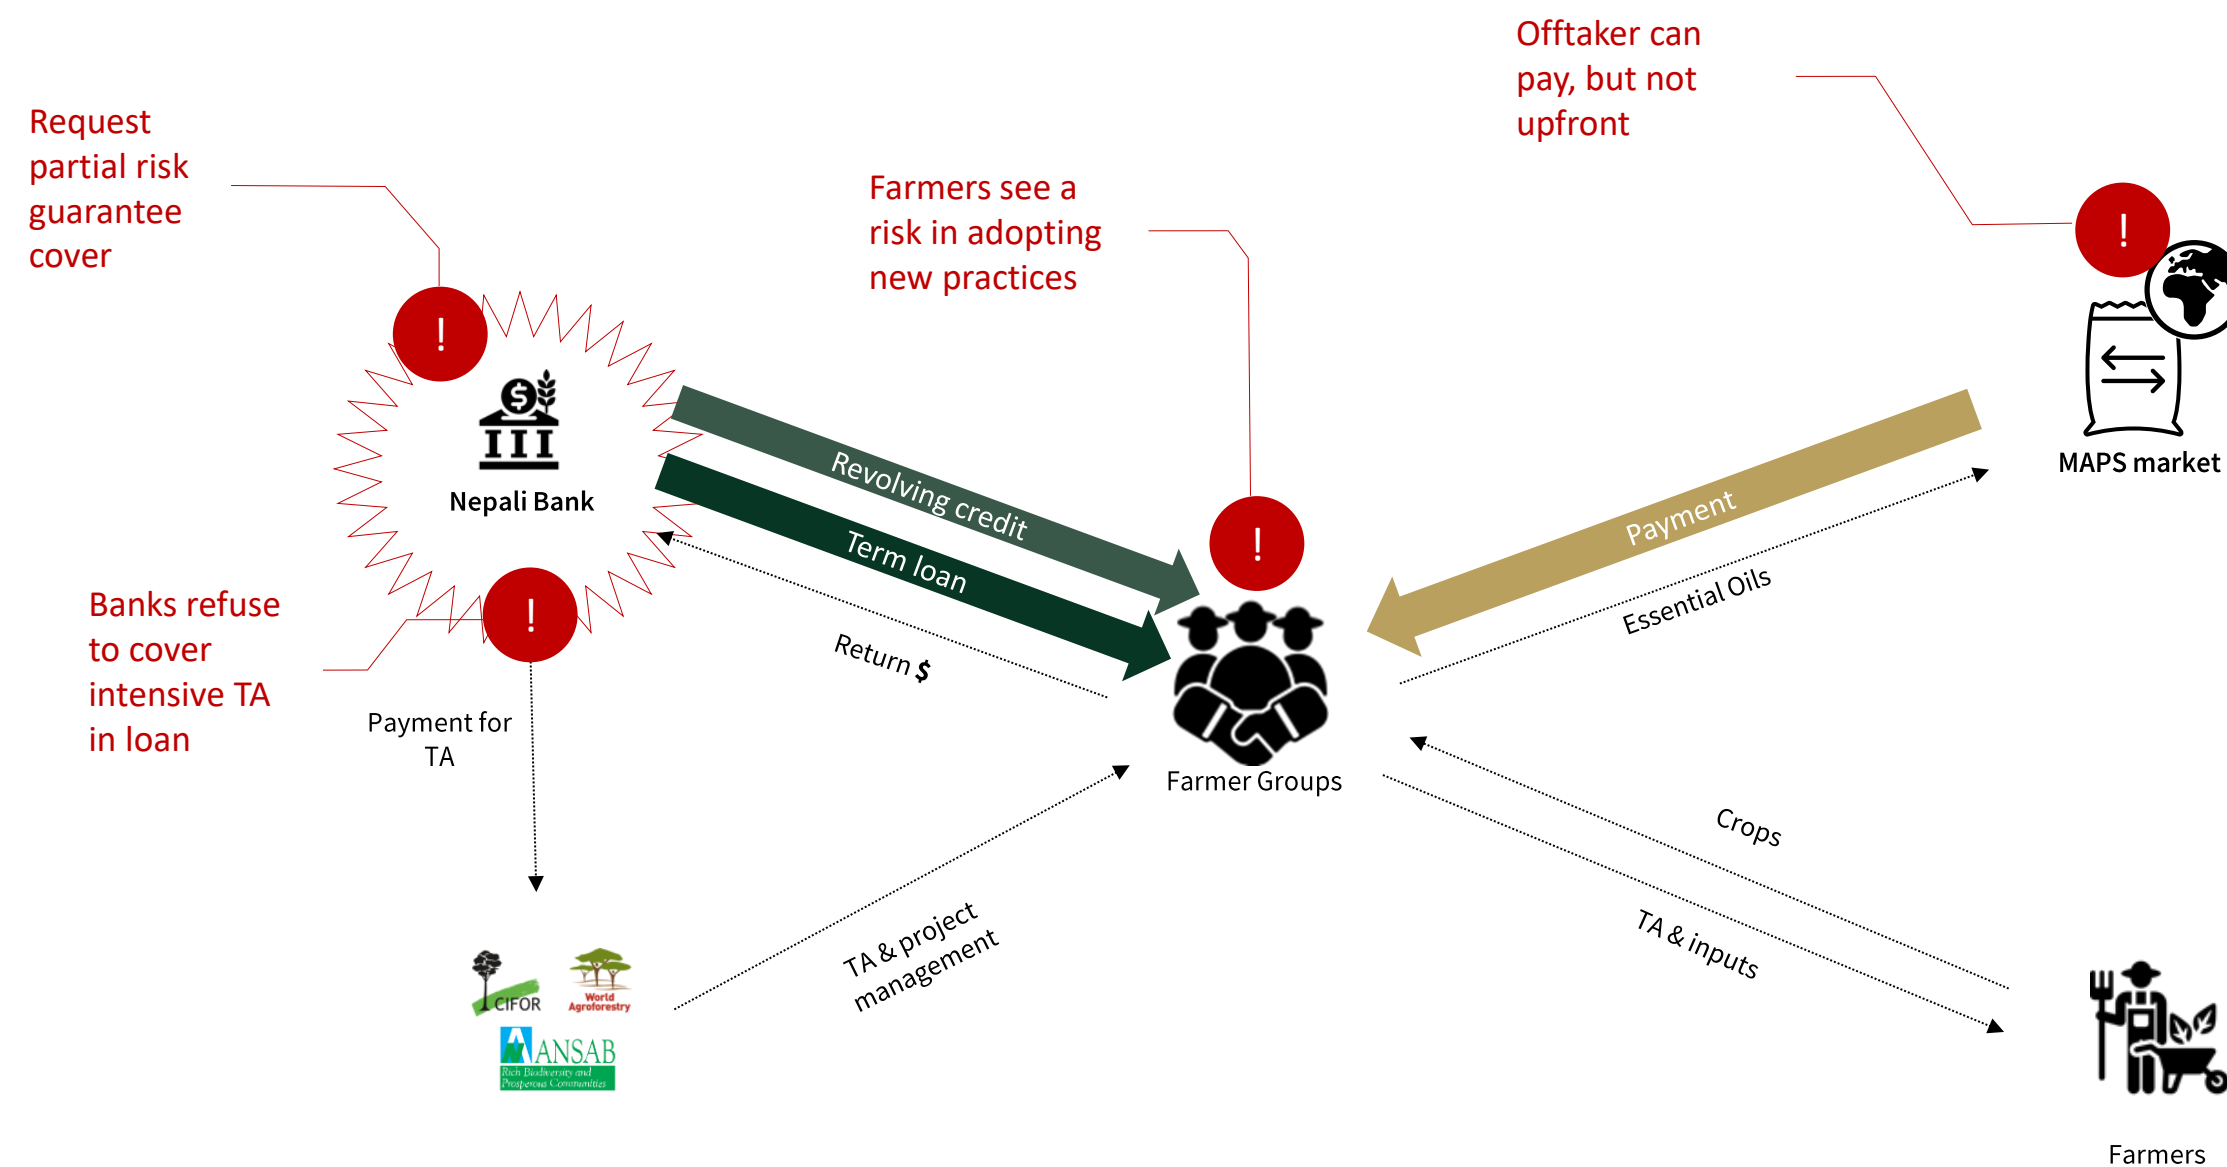 Offtaker can
pay, but not
upfront
Request
partial risk
guarantee
cover
Farmers see a
risk in adopting
new practices
!
!
!
Nepali Bank
MAPS market
Revolving credit
Term loan
Return $
Payment
Essential Oils
!
Banks refuse
to cover
intensive TA
in loan
Payment for
TA
Farmer Groups
Crops
TA & inputs
TA & project
management
CIFOR
World
Agroforestry
ANSAB
Rich Biodiversity and
Prosperous Communities
Farmers